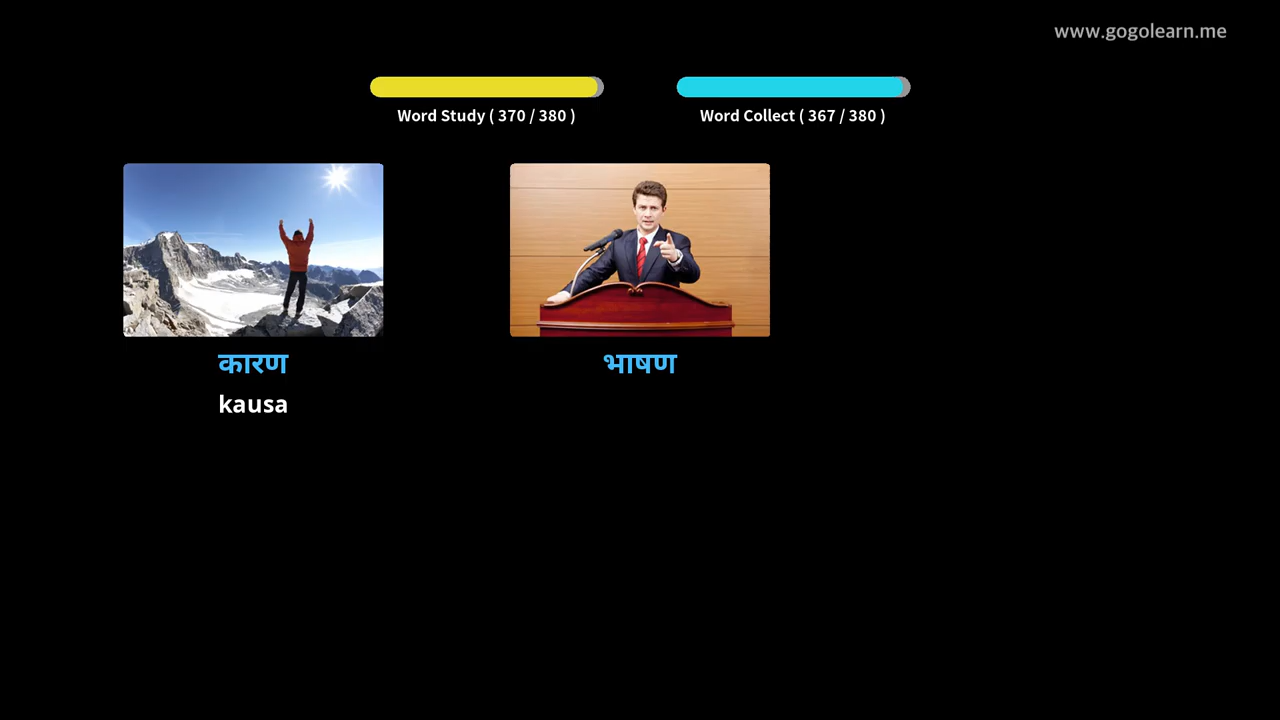 www.gogolearn.me
Word Study ( 370 / 380 )
Word Collect ( 367 / 380 )
कारण
भाषण
kausa